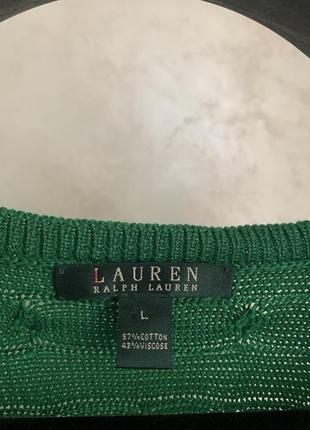 LAUREN
RALPH LAUREN
L
57% COTTON
43% VISCOSE